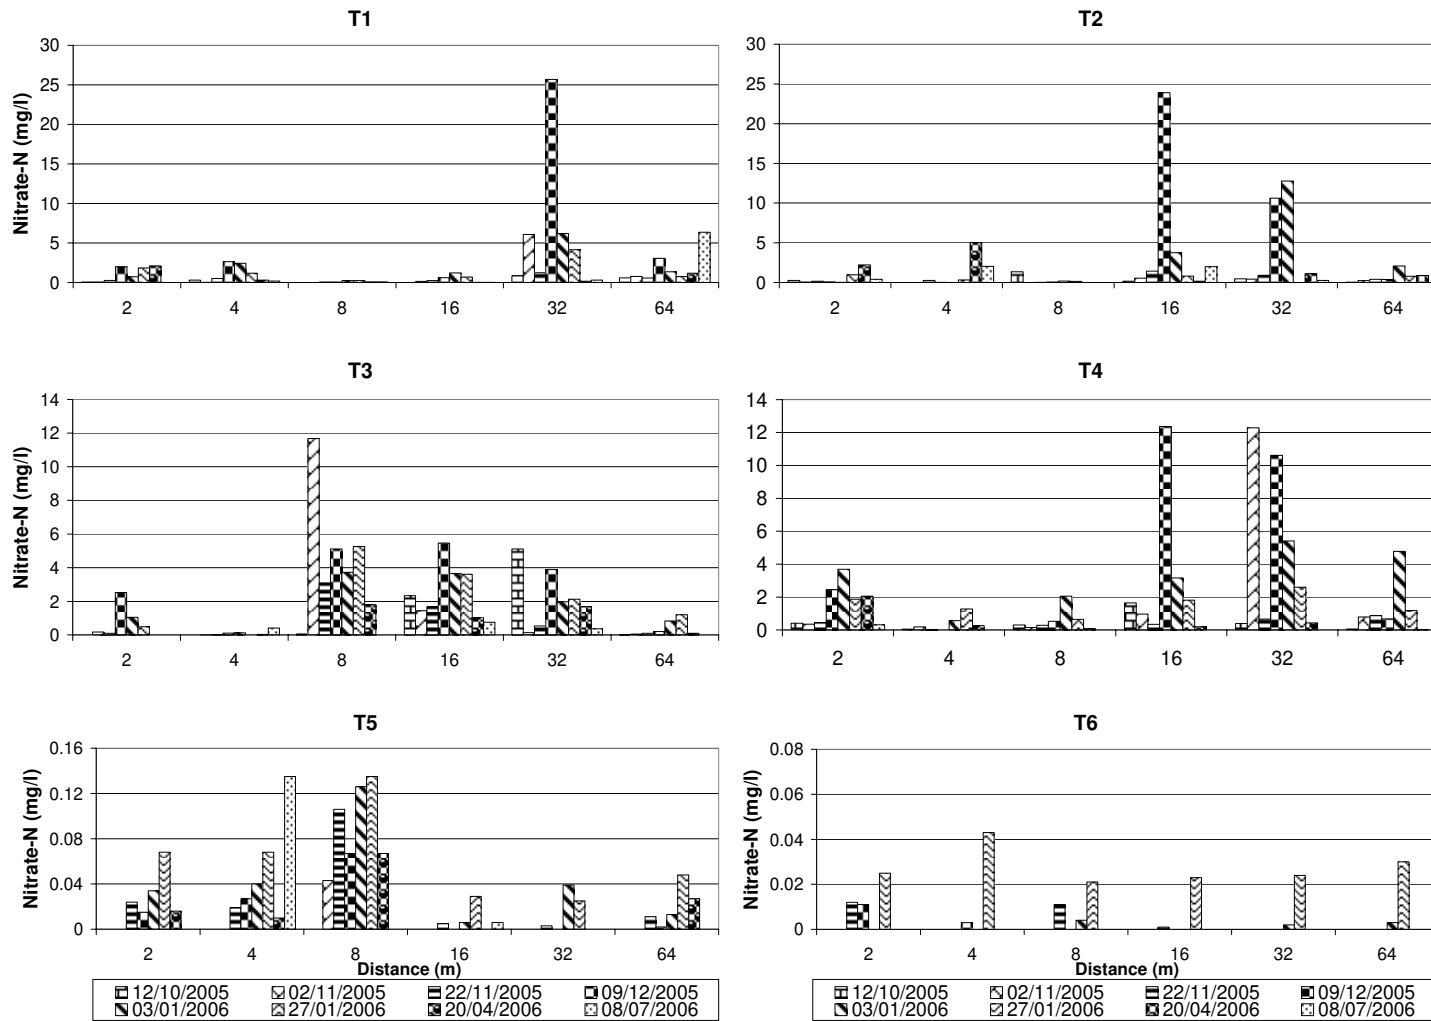 T1
T2
Nitrate-N (mg/l)
30
25
20
15
10
5
0
2 4 8 16 32 64
30
25
20
15
10
5
0
2 4 8 16 32 64
T3
T4
Nitrate-N (mg/l)
14
12
10
8
6
4
2
0
2 4 8 16 32 64
14
12
10
8
6
4
2
0
2 4 8 16 32 64
T5
T6
Nitrate-N (mg/l)
0.16
0.12
0.08
0.04
0
2 4 8 16 32 64
Distance (m)
Nitrate-N (mg/l)
0.08
0.06
0.04
0.02
0
2 4 8 16 32 64
Distance (m)
12/10/2005 02/11/2005 22/11/2005 09/12/2005
03/01/2006 27/01/2006 20/04/2006 08/07/2006
12/10/2005 02/11/2005 22/11/2005 09/12/2005
03/01/2006 27/01/2006 20/04/2006 08/07/2006